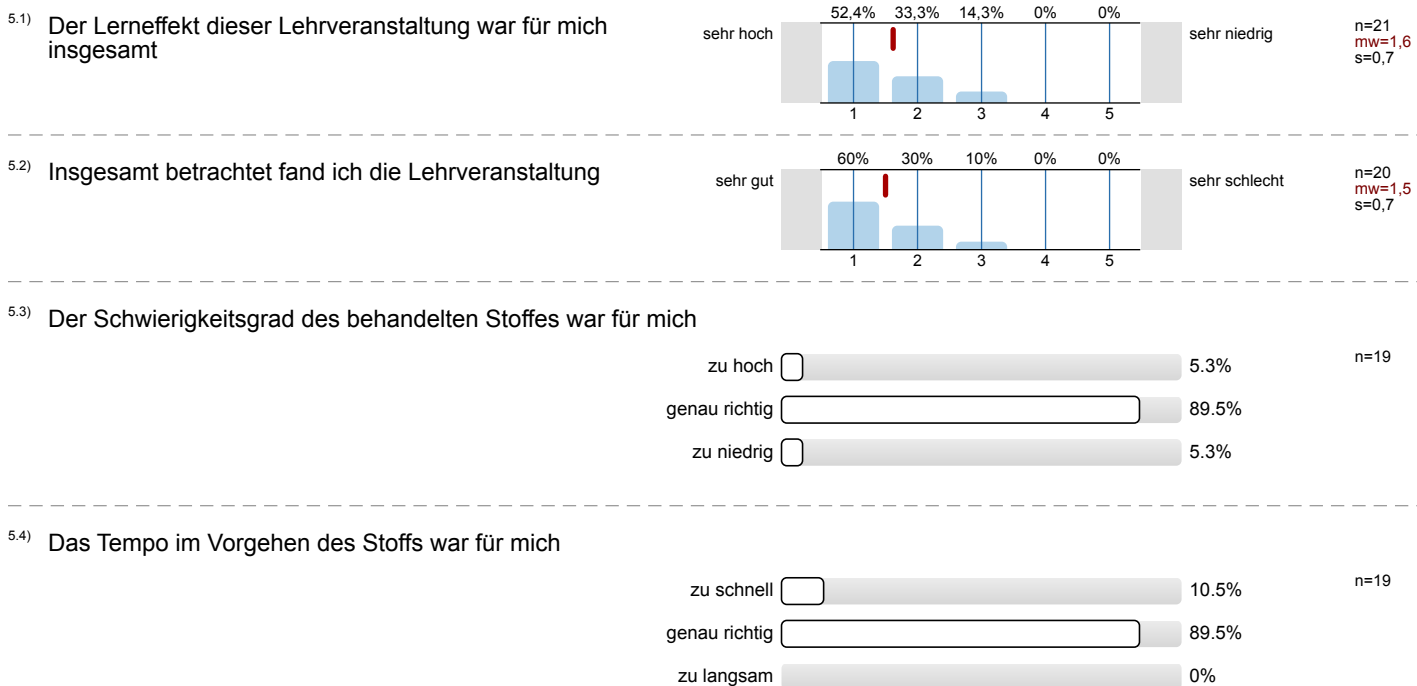 5.1) Der Lerneffekt dieser Lehrveranstaltung war für mich
insgesamt
52,4% 33,3% 14,3% 0% 0%
sehr hoch
sehr niedrig
1 2 3 4 5
n=21
mw=1,6
s=0,7
5.2) Insgesamt betrachtet fand ich die Lehrveranstaltung
60% 30% 10% 0% 0%
sehr gut
sehr schlecht
1 2 3 4 5
n=20
mw=1,5
s=0,7
5.3) Der Schwierigkeitsgrad des behandelten Stoffes war für mich
zu hoch 5.3% n=19
genau richtig 89.5%
zu niedrig 5.3%
5.4) Das Tempo im Vorgehen des Stoffs war für mich
zu schnell 10.5% n=19
genau richtig 89.5%
zu langsam 0%